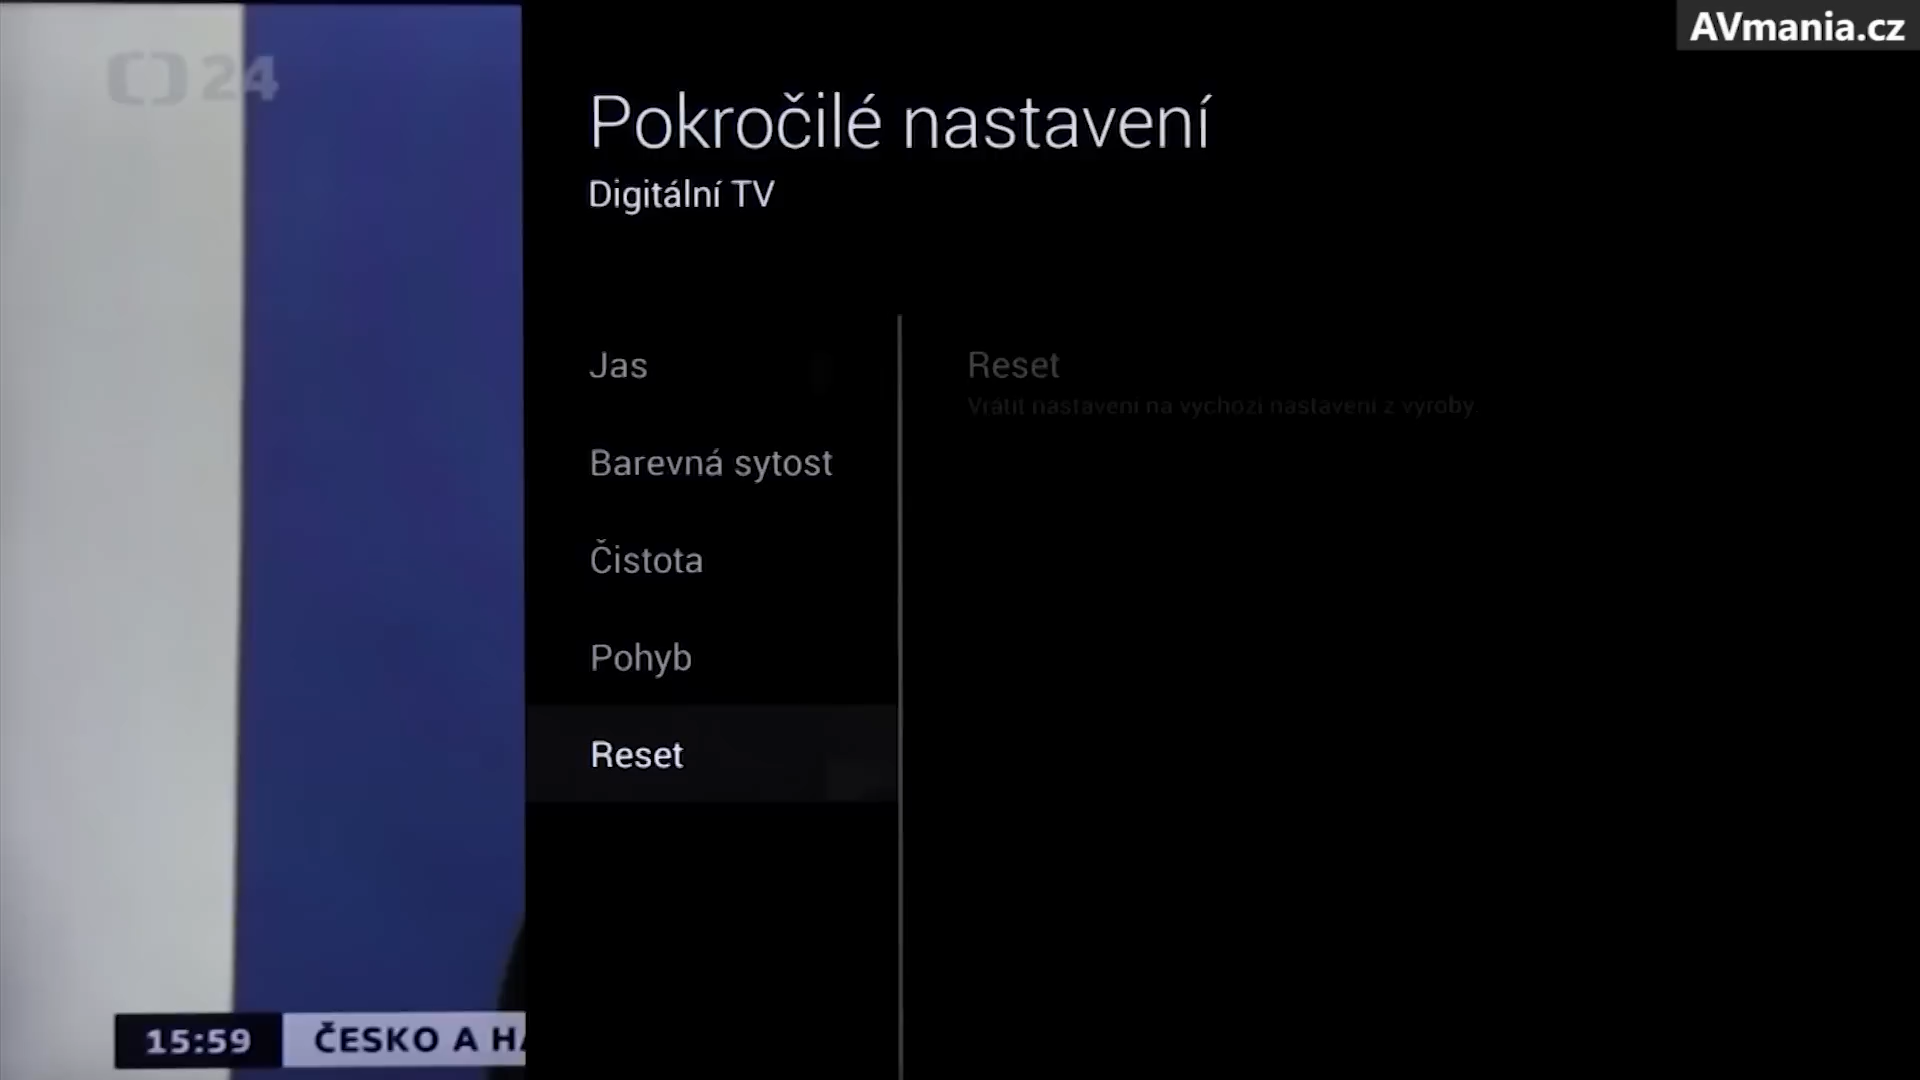 AVmania.cz
24
Pokročilé nastavení
Digitální TV
Jas
Barevná sytost
Čistota
Pohyb
Reset
Reset
Vrátit nastavení na výchozí nastavení z výroby.
15:59
ČESKO A